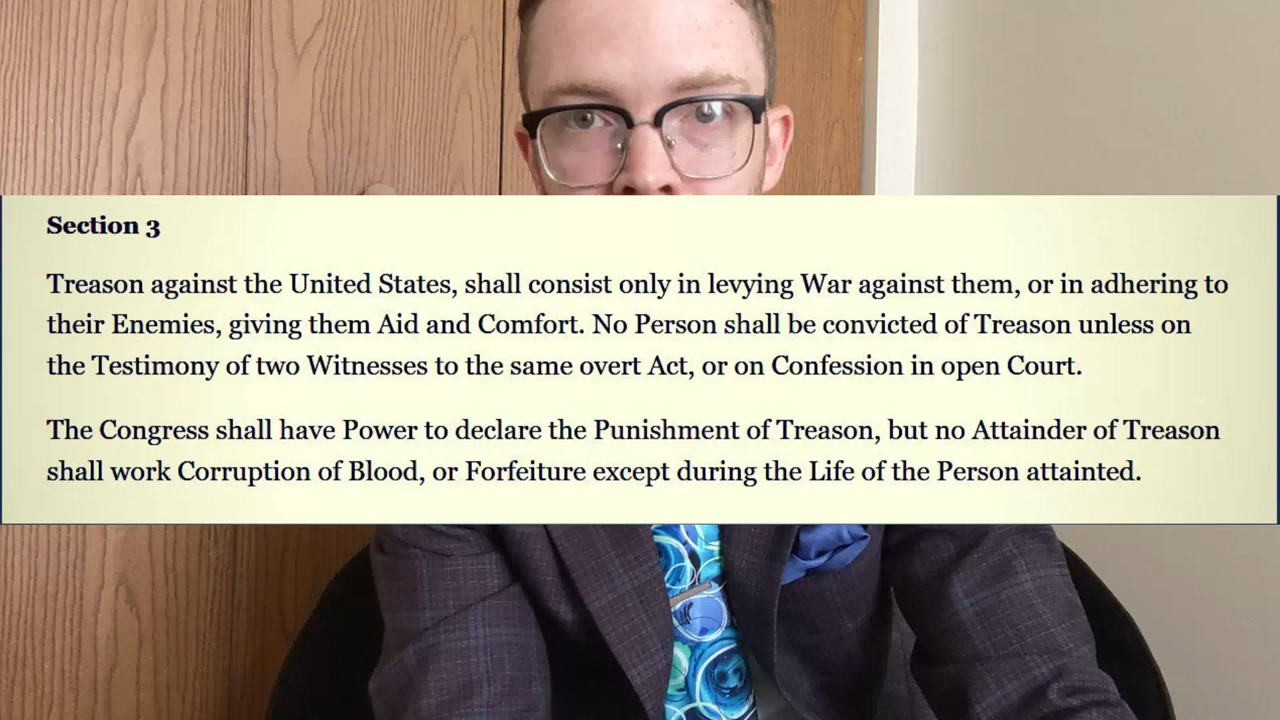 Section 3
Treason against the United States, shall consist only in levying War against them, or in adhering to
their Enemies, giving them Aid and Comfort. No Person shall be convicted of Treason unless on
the Testimony of two Witnesses to the same overt Act, or on Confession in open Court.
The Congress shall have Power to declare the Punishment of Treason, but no Attainder of Treason
shall work Corruption of Blood, or Forfeiture except during the Life of the Person attainted.